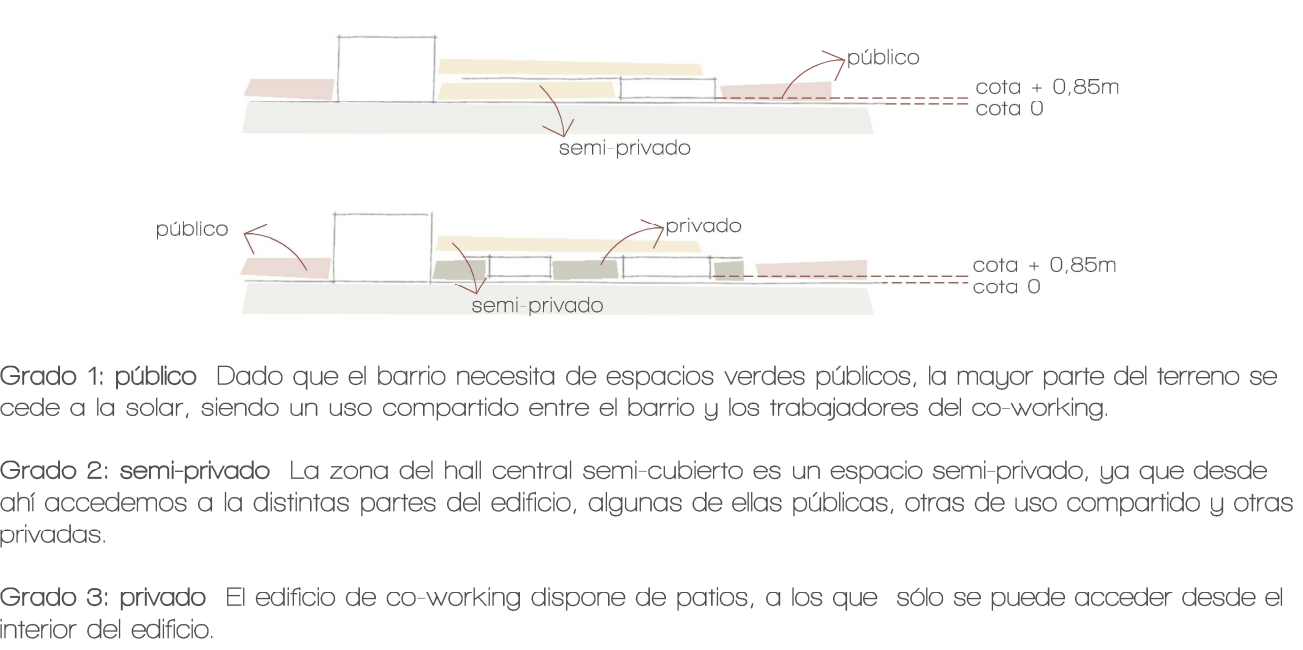 público
cota + 0,85m
cota 0
semi-privado
público
privado
cota + 0,85m
cota 0
semi-privado
Grado 1: público Dado que el barrio necesita de espacios verdes públicos, la mayor parte del terreno se
cede a la solar, siendo un uso compartido entre el barrio y los trabajadores del co-working.
Grado 2: semi-privado La zona del hall central semi-cubierto es un espacio semi-privado, ya que desde
ahí accedemos a la distintas partes del edificio, algunas de ellas públicas, otras de uso compartido y otras
privadas.
Grado 3: privado El edificio de co-working dispone de patios, a los que sólo se puede acceder desde el
interior del edificio.